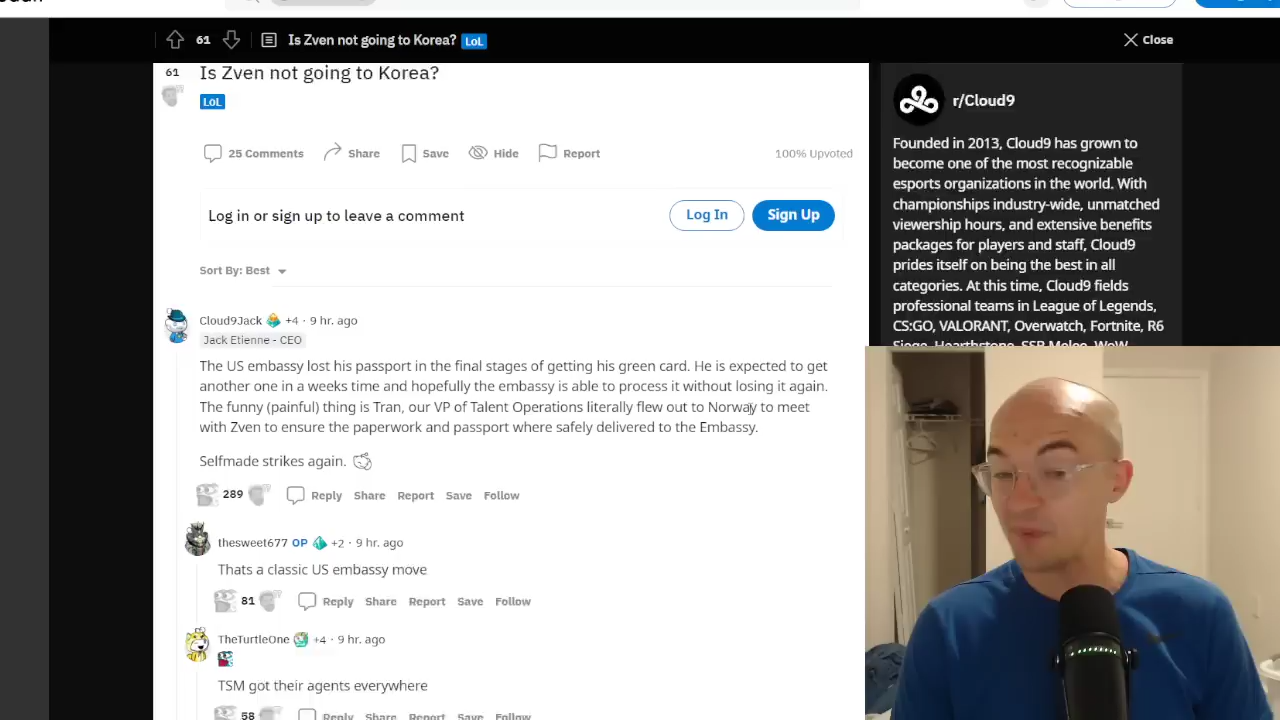 61 Is Zven not going to Korea? LoL
Close
61 Is Zven not going to Korea?
LoL
25 Comments Share Save Hide Report 100% Upvoted
Log in or sign up to leave a comment Log In Sign Up
Sort By: Best
Cloud9Jack +4 · 9 hr. ago
Jack Etienne - CEO
The US embassy lost his passport in the final stages of getting his green card. He is expected to get
another one in a weeks time and hopefully the embassy is able to process it without losing it again.
The funny (painful) thing is Tran, our VP of Talent Operations literally flew out to Norway to meet
with Zven to ensure the paperwork and passport where safely delivered to the Embassy.
Selfmade strikes again.
289 Reply Share Report Save Follow
thesweet677 OP +2 · 9 hr. ago
Thats a classic US embassy move
81 Reply Share Report Save Follow
TheTurtleOne +4 · 9 hr. ago
TSM got their agents everywhere
58 Reply Share Report Save Follow
r/Cloud9
Founded in 2013, Cloud9 has grown to
become one of the most recognizable
esports organizations in the world. With
championships industry-wide, unmatched
viewership hours, and extensive benefits
packages for players and staff, Cloud9
prides itself on being the best in all
categories. At this time, Cloud9 fields
professional teams in League of Legends,
CS:GO, VALORANT, Overwatch, Fortnite, R6
Siege, Hearthstone, SSB Melee, WoW